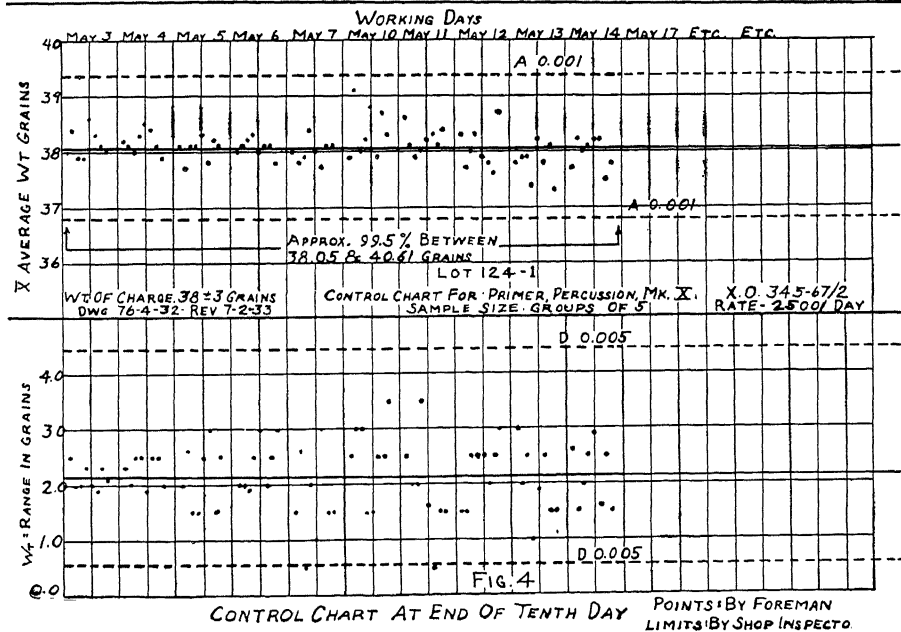 WORKING DAYS
MAY 3 MAY 4 MAY 5 MAY 6 MAY 7 MAY 10 MAY 11 MAY 12 MAY 13 MAY 14 MAY 17 ETC. ETC.
40
A 0.001
39
38
37
A 0.001
36
X̄ AVERAGE WT GRAINS
APPROX. 99.5% BETWEEN
38.05 & 40.61 GRAINS
LOT 124-1
WT. OF CHARGE. 38 ±3 GRAINS
DWG 76-4-32. REV 7-2-33
CONTROL CHART FOR PRIMER, PERCUSSION, MK. X.
SAMPLE SIZE. GROUPS OF 5
X.O. 345-67/2
RATE - 2500/ DAY
D 0.005
4.0
3.0
2.0
1.0
0.0
W₄ = RANGE IN GRAINS
D 0.005
FIG. 4
CONTROL CHART AT END OF TENTH DAY
POINTS: BY FOREMAN
LIMITS: BY SHOP INSPECTO